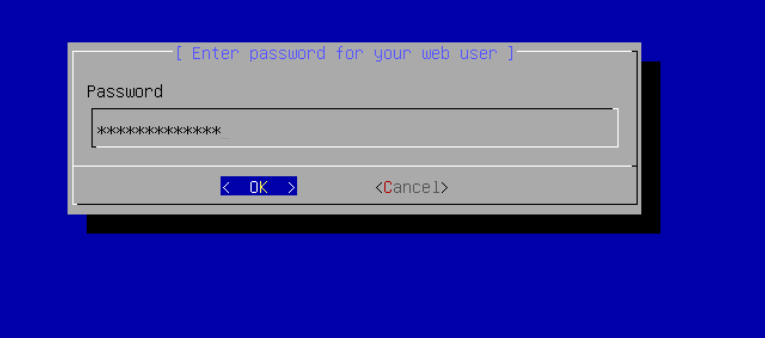 [ Enter password for your web user ]
Password
*************_
< OK > <Cancel>